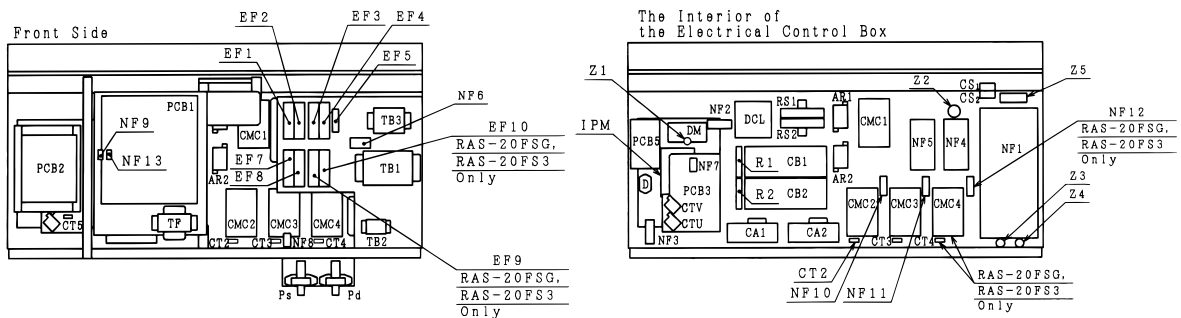 Front Side
EF2
EF3
EF4
EF1
EF5
NF6
PCB1
CMC1
TB3
EF10
RAS-20FSG,
RAS-20FS3
Only
NF9
NF13
PCB2
EF7
AR2
EF8
TB1
CT5
TF
CMC2
CMC3
CMC4
CT2
CT3
NF8
CT4
TB2
EF9
RAS-20FSG,
RAS-20FS3
Only
Ps
Pd
The Interior of
the Electrical Control Box
Z1
Z2
CS1
CS2
Z5
NF2
RS1
AR1
NF12
RAS-20FSG,
RAS-20FS3
Only
IPM
DM
DCL
RS2
CMC1
NF5
NF4
NF1
PCB5
NF7
R1
CB1
AR2
D
PCB3
R2
CB2
CTV
CTU
CMC2
CMC3
CMC4
Z3
Z4
NF3
CA1
CA2
CT3
CT4
CT2
NF10
NF11
RAS-20FSG,
RAS-20FS3
Only